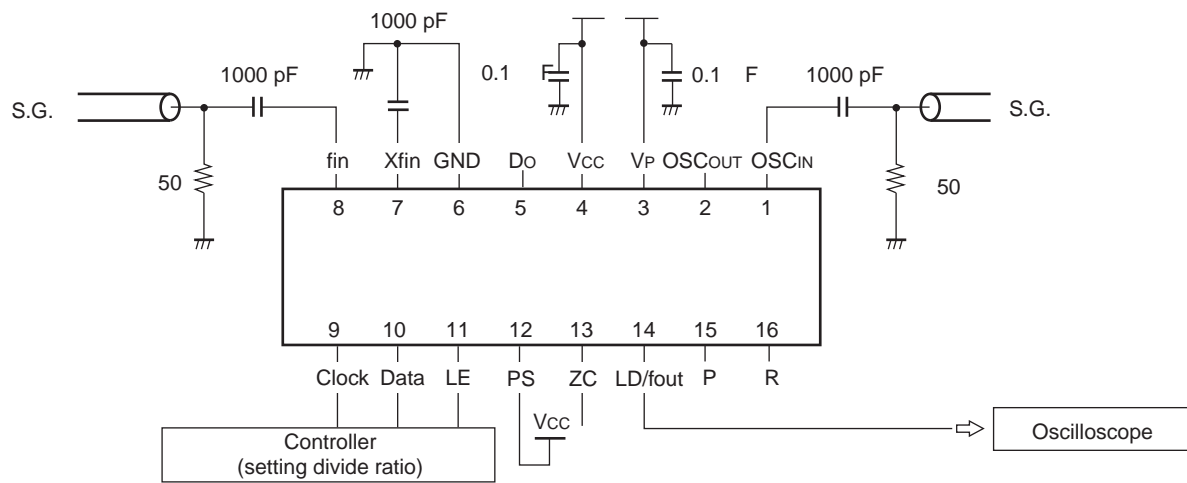 1000 pF
1000 pF
0.1 F
0.1 F
1000 pF
S.G.
S.G.
50
50
fin Xfin GND DO VCC VP OSCOUT OSCIN
8 7 6 5 4 3 2 1
9 10 11 12 13 14 15 16
Clock Data LE PS ZC LD/fout P R
VCC
Controller
(setting divide ratio)
Oscilloscope